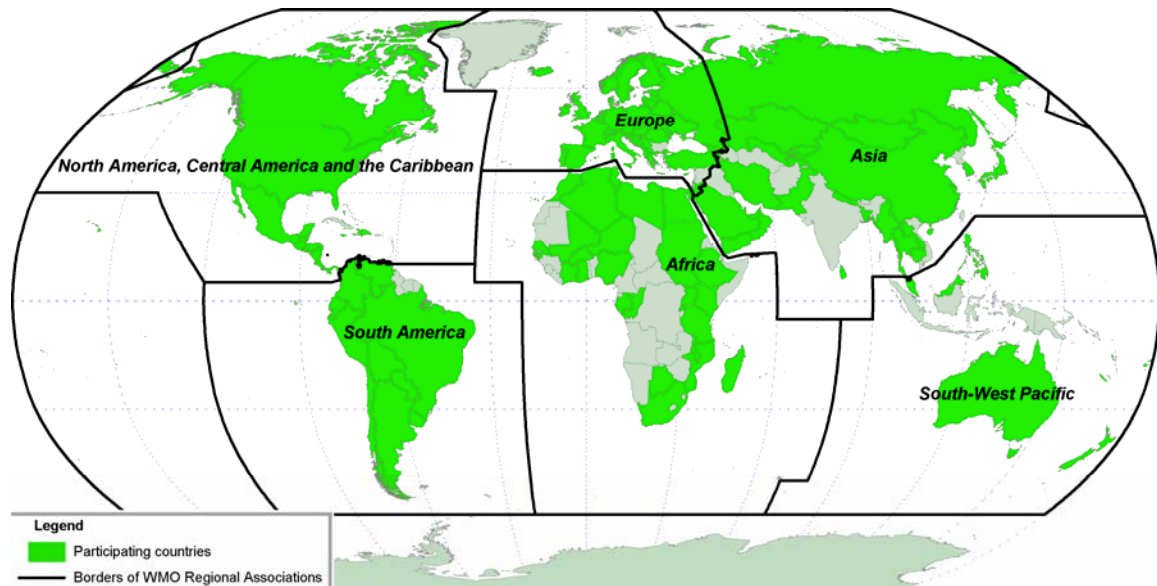 Europe
North America, Central America and the Caribbean
Asia
Africa
South America
South-West Pacific
Legend
Participating countries
Borders of WMO Regional Associations